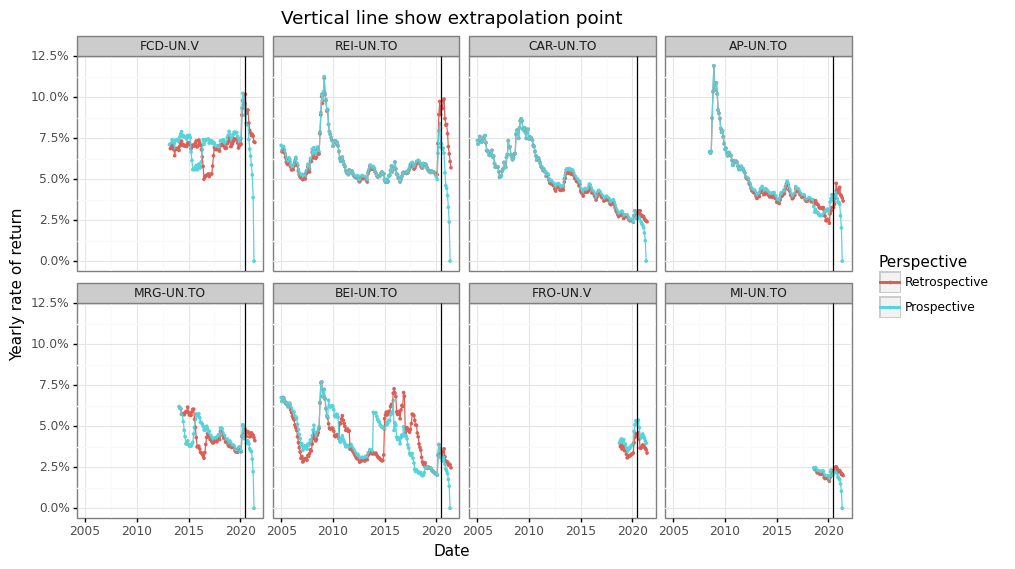 Vertical line show extrapolation point
FCD-UN.V REI-UN.TO CAR-UN.TO AP-UN.TO
12.5%
10.0%
7.5%
5.0%
2.5%
0.0%
MRG-UN.TO BEI-UN.TO FRO-UN.V MI-UN.TO
12.5%
10.0%
7.5%
5.0%
2.5%
0.0%
2005 2010 2015 2020 2005 2010 2015 2020 2005 2010 2015 2020 2005 2010 2015 2020
Date
Yearly rate of return
Perspective
Retrospective
Prospective